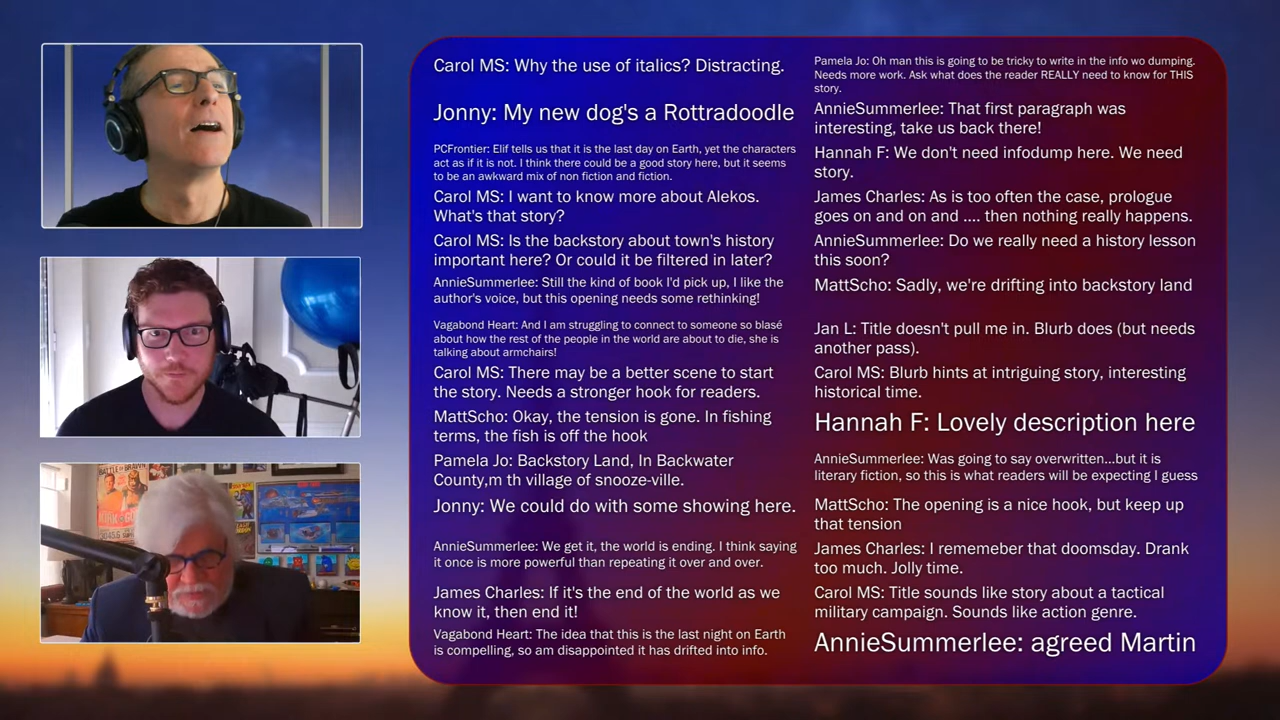 Carol MS: Why the use of italics? Distracting.
Jonny: My new dog's a Rottradoodle
PCFrontier: Elif tells us that it is the last day on Earth, yet the characters
act as if it is not. I think there could be a good story here, but it seems
to be an awkward mix of non fiction and fiction.
Carol MS: I want to know more about Alekos.
What's that story?
Carol MS: Is the backstory about town's history
important here? Or could it be filtered in later?
AnnieSummerlee: Still the kind of book I'd pick up, I like the
author's voice, but this opening needs some rethinking!
Vagabond Heart: And I am struggling to connect to someone so blasé
about how the rest of the people in the world are about to die, she is
talking about armchairs!
Carol MS: There may be a better scene to start
the story. Needs a stronger hook for readers.
MattScho: Okay, the tension is gone. In fishing
terms, the fish is off the hook
Pamela Jo: Backstory Land, In Backwater
County,m th village of snooze-ville.
Jonny: We could do with some showing here.
AnnieSummerlee: We get it, the world is ending. I think saying
it once is more powerful than repeating it over and over.
James Charles: If it's the end of the world as we
know it, then end it!
Vagabond Heart: The idea that this is the last night on Earth
is compelling, so am disappointed it has drifted into info.
Pamela Jo: Oh man this is going to be tricky to write in the info wo dumping.
Needs more work. Ask what does the reader REALLY need to know for THIS
story.
AnnieSummerlee: That first paragraph was
interesting, take us back there!
Hannah F: We don't need infodump here. We need
story.
James Charles: As is too often the case, prologue
goes on and on and .... then nothing really happens.
AnnieSummerlee: Do we really need a history lesson
this soon?
MattScho: Sadly, we're drifting into backstory land
Jan L: Title doesn't pull me in. Blurb does (but needs
another pass).
Carol MS: Blurb hints at intriguing story, interesting
historical time.
Hannah F: Lovely description here
AnnieSummerlee: Was going to say overwritten...but it is
literary fiction, so this is what readers will be expecting I guess
MattScho: The opening is a nice hook, but keep up
that tension
James Charles: I rememeber that doomsday. Drank
too much. Jolly time.
Carol MS: Title sounds like story about a tactical
military campaign. Sounds like action genre.
AnnieSummerlee: agreed Martin